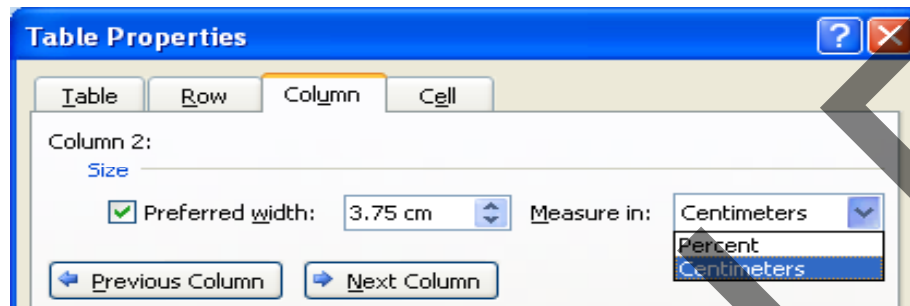 Table Properties
Table Row Column Cell
Column 2:
Size
Preferred width: 3.75 cm Measure in: Centimeters
Percent
Centimeters
Previous Column Next Column